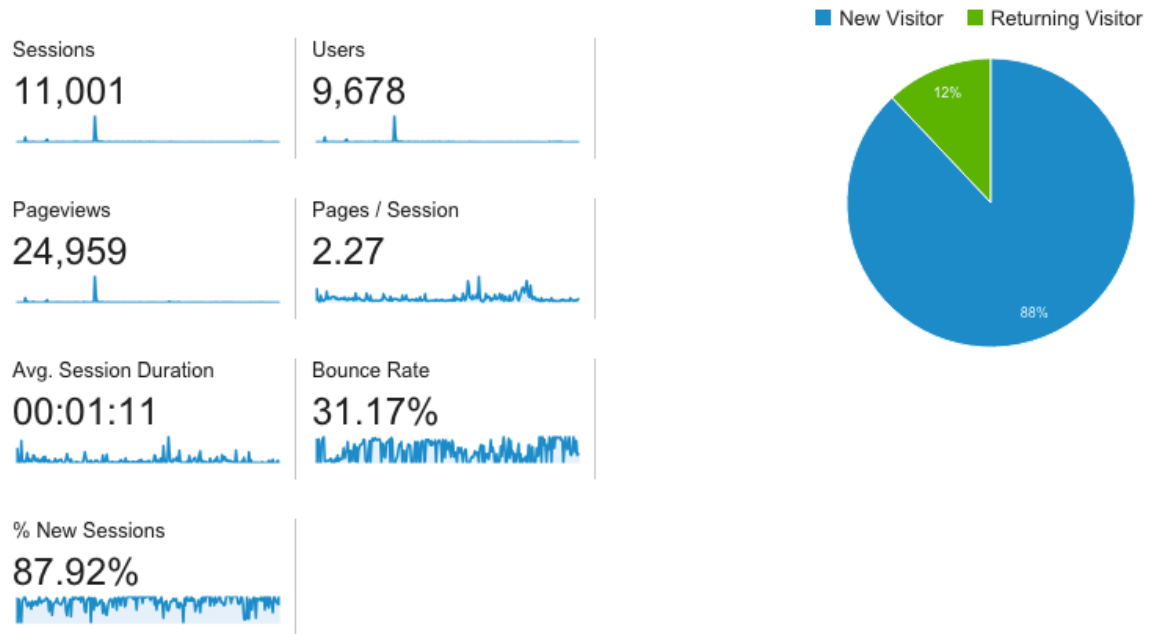 New Visitor Returning Visitor
Sessions
11,001
Users
9,678
Pageviews
24,959
Pages / Session
2.27
Avg. Session Duration
00:01:11
Bounce Rate
31.17%
% New Sessions
87.92%
12%
88%